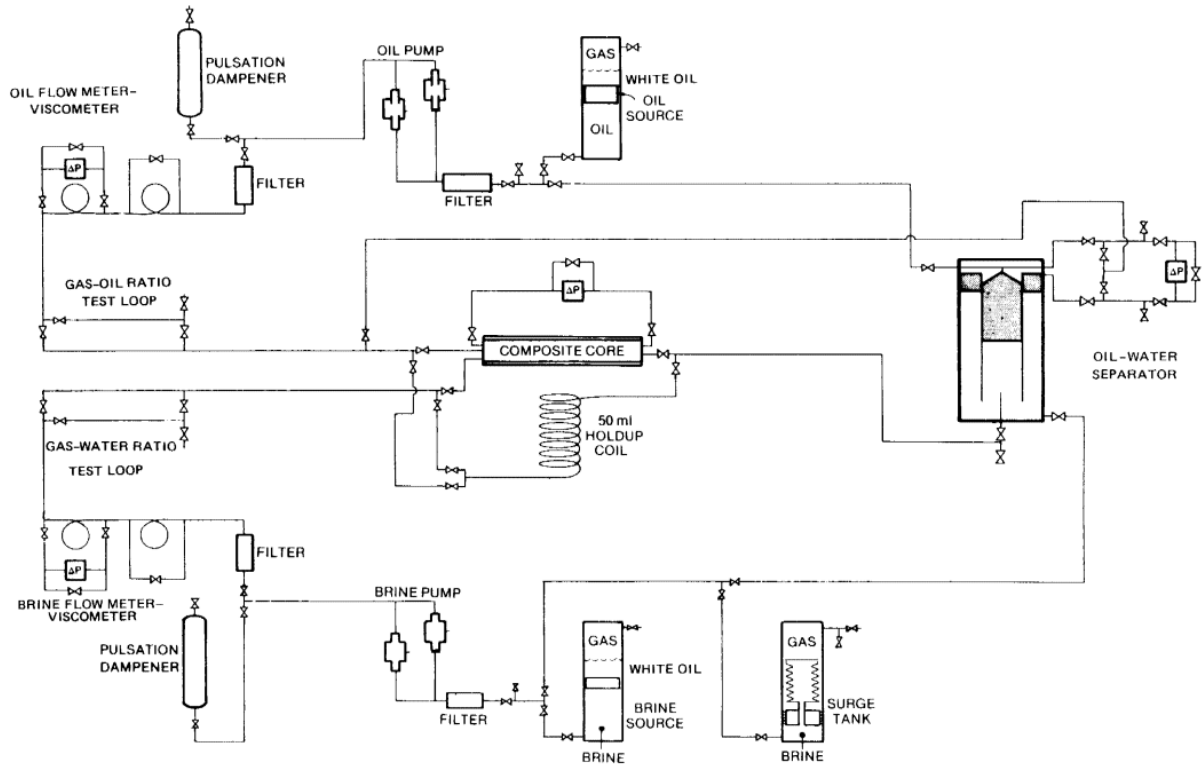 PULSATION
DAMPENER
OIL PUMP
GAS
WHITE OIL
OIL
SOURCE
OIL
OIL FLOW METER-
VISCOMETER
ΔP
FILTER
FILTER
GAS-OIL RATIO
TEST LOOP
ΔP
ΔP
COMPOSITE CORE
OIL-WATER
SEPARATOR
50 ml
HOLDUP
COIL
GAS-WATER RATIO
TEST LOOP
FILTER
ΔP
BRINE FLOW METER-
VISCOMETER
BRINE PUMP
PULSATION
DAMPENER
FILTER
GAS
WHITE OIL
BRINE
SOURCE
BRINE
GAS
SURGE
TANK
BRINE